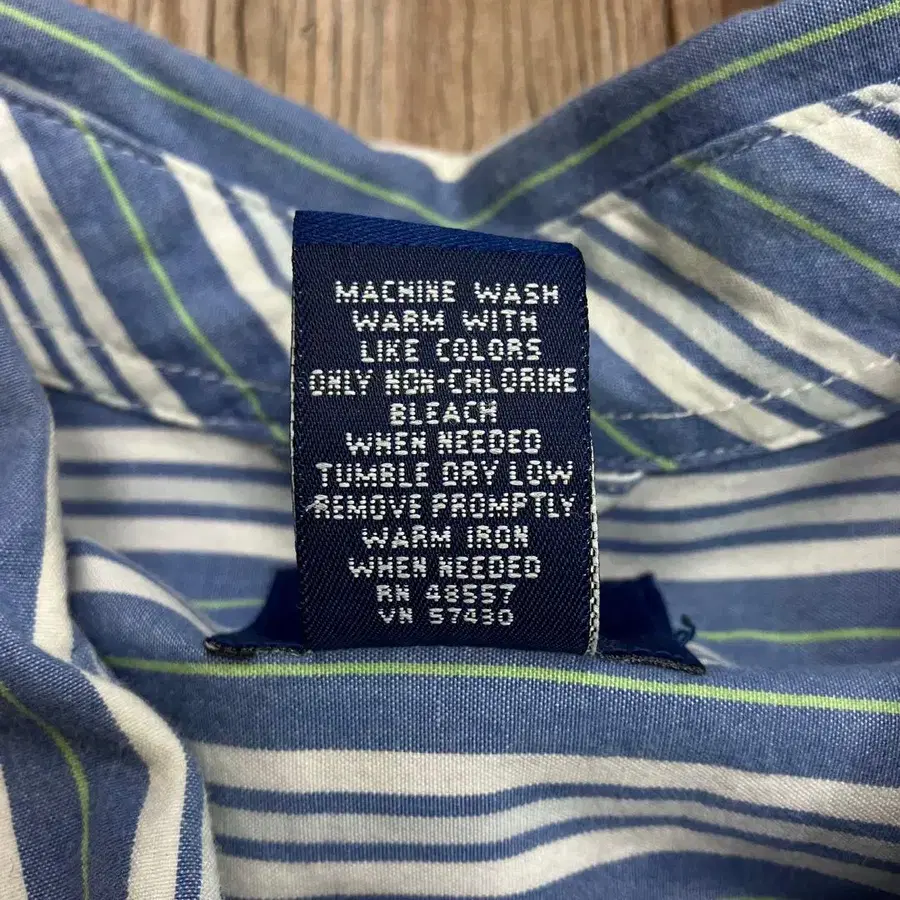 MACHINE WASH
WARM WITH
LIKE COLORS
ONLY NON-CHLORINE
BLEACH
WHEN NEEDED
TUMBLE DRY LOW
REMOVE PROMPTLY
WARM IRON
WHEN NEEDED
RN 48557
VN 57430